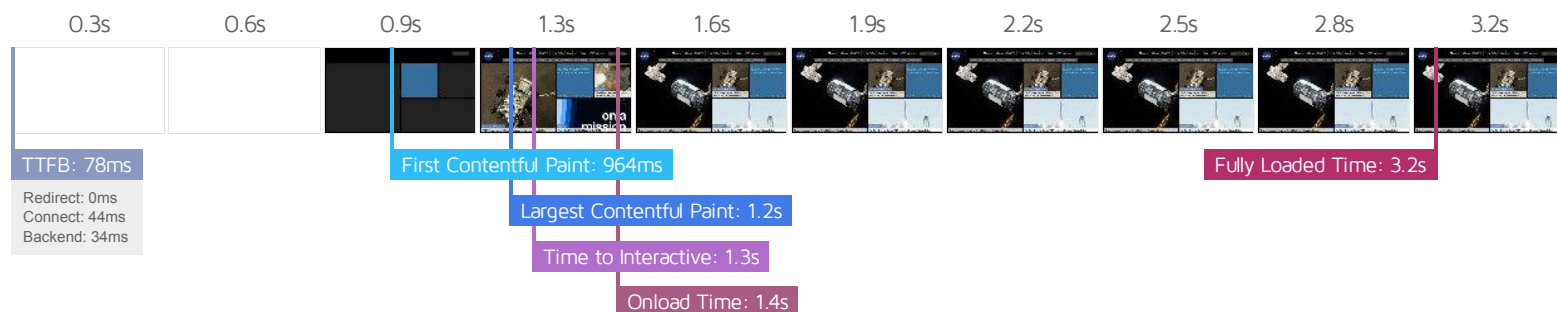 0.3s 0.6s 0.9s 1.3s 1.6s 1.9s 2.2s 2.5s 2.8s 3.2s
on a
mission
TTFB: 78ms
Redirect: 0ms
Connect: 44ms
Backend: 34ms
First Contentful Paint: 964ms
Fully Loaded Time: 3.2s
Largest Contentful Paint: 1.2s
Time to Interactive: 1.3s
Onload Time: 1.4s